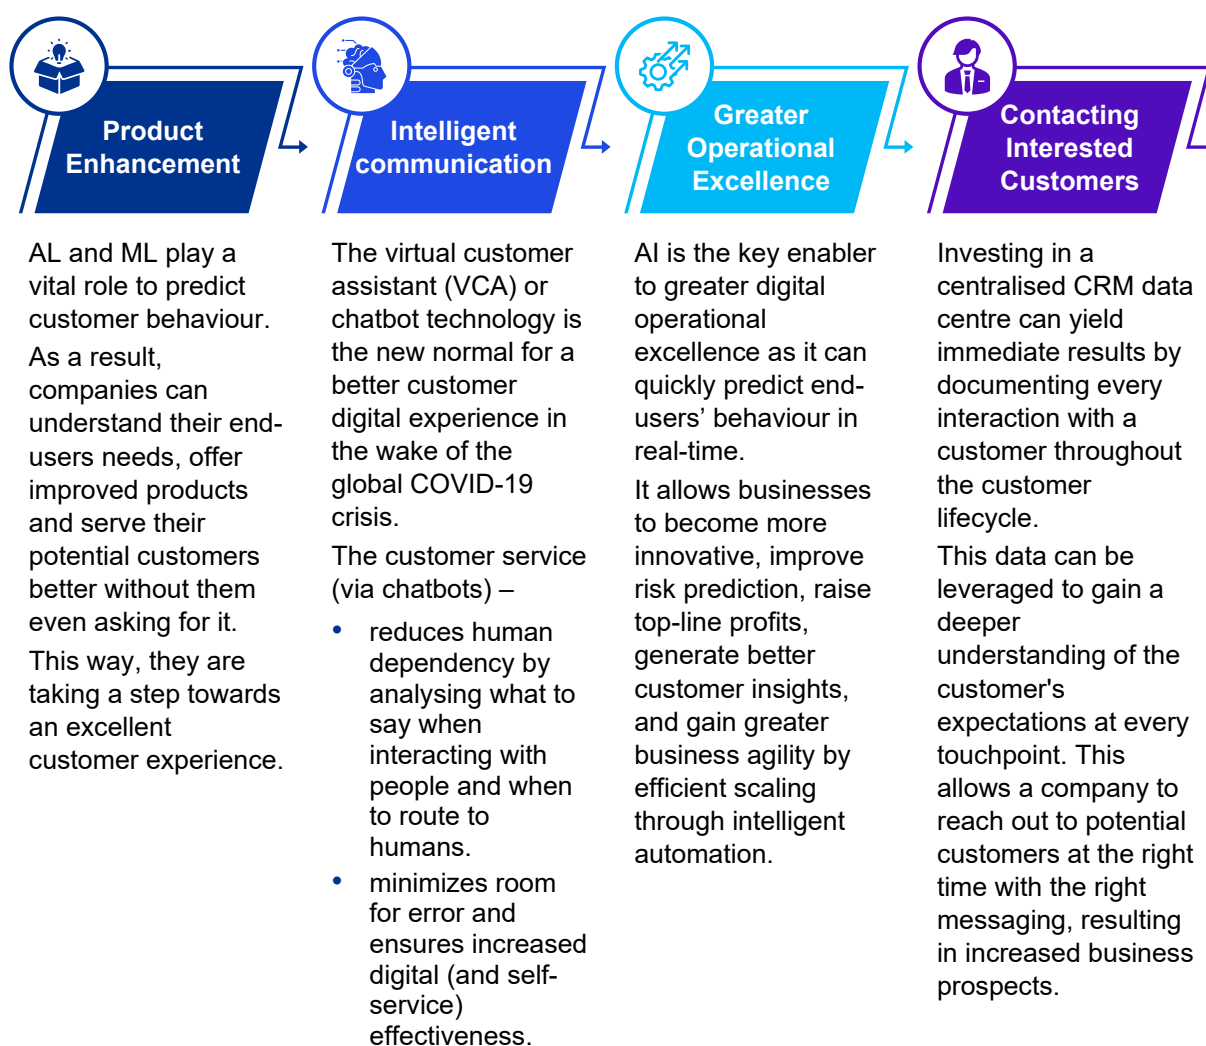 Product
Enhancement
AL and ML play a
vital role to predict
customer behaviour.
As a result,
companies can
understand their end-
users needs, offer
improved products
and serve their
potential customers
better without them
even asking for it.
This way, they are
taking a step towards
an excellent
customer experience.
Intelligent
communication
The virtual customer
assistant (VCA) or
chatbot technology is
the new normal for a
better customer
digital experience in
the wake of the
global COVID-19
crisis.
The customer service
(via chatbots) –
• reduces human
dependency by
analysing what to
say when
interacting with
people and when
to route to
humans.
• minimizes room
for error and
ensures increased
digital (and self-
service)
effectiveness.
Greater
Operational
Excellence
AI is the key enabler
to greater digital
operational
excellence as it can
quickly predict end-
users’ behaviour in
real-time.
It allows businesses
to become more
innovative, improve
risk prediction, raise
top-line profits,
generate better
customer insights,
and gain greater
business agility by
efficient scaling
through intelligent
automation.
Contacting
Interested
Customers
Investing in a
centralised CRM data
centre can yield
immediate results by
documenting every
interaction with a
customer throughout
the customer
lifecycle.
This data can be
leveraged to gain a
deeper
understanding of the
customer's
expectations at every
touchpoint. This
allows a company to
reach out to potential
customers at the right
time with the right
messaging, resulting
in increased business
prospects.